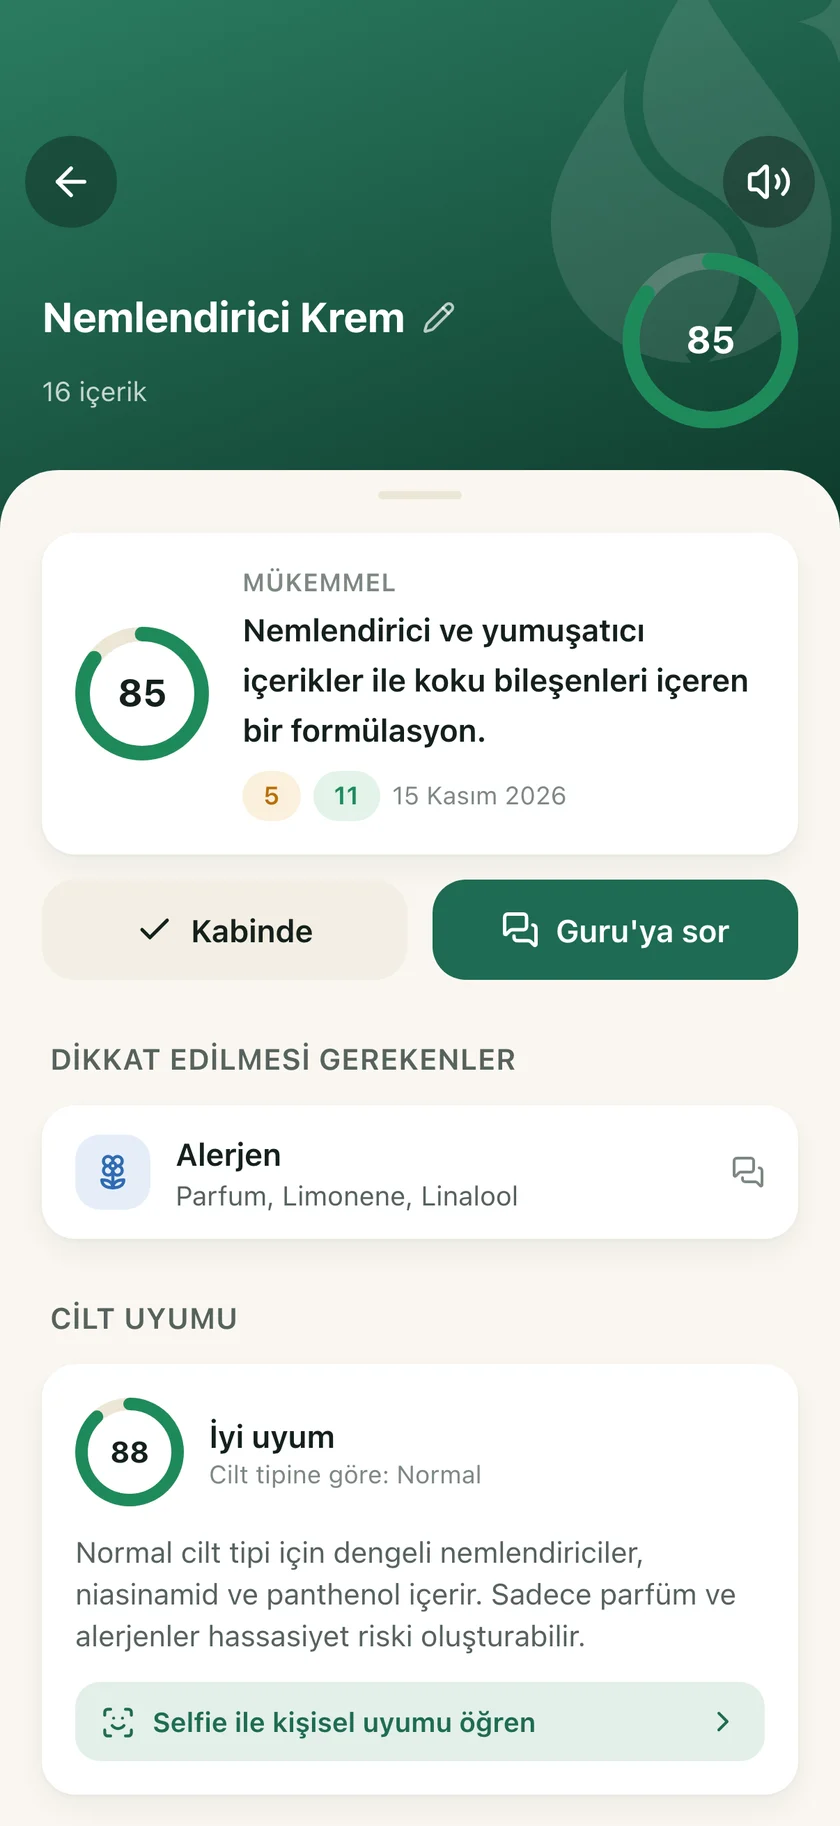 Nemlendirici Krem
16 içerik
85
MÜKEMMEL
85
Nemlendirici ve yumuşatıcı
içerikler ile koku bileşenleri içeren
bir formülasyon.
5 11 15 Kasım 2026
Kabinde
Guru'ya sor
DİKKAT EDİLMESİ GEREKENLER
Alerjen
Parfum, Limonene, Linalool
CİLT UYUMU
88
İyi uyum
Cilt tipine göre: Normal
Normal cilt tipi için dengeli nemlendiriciler,
niasinamid ve panthenol içerir. Sadece parfüm ve
alerjenler hassasiyet riski oluşturabilir.
Selfie ile kişisel uyumu öğren